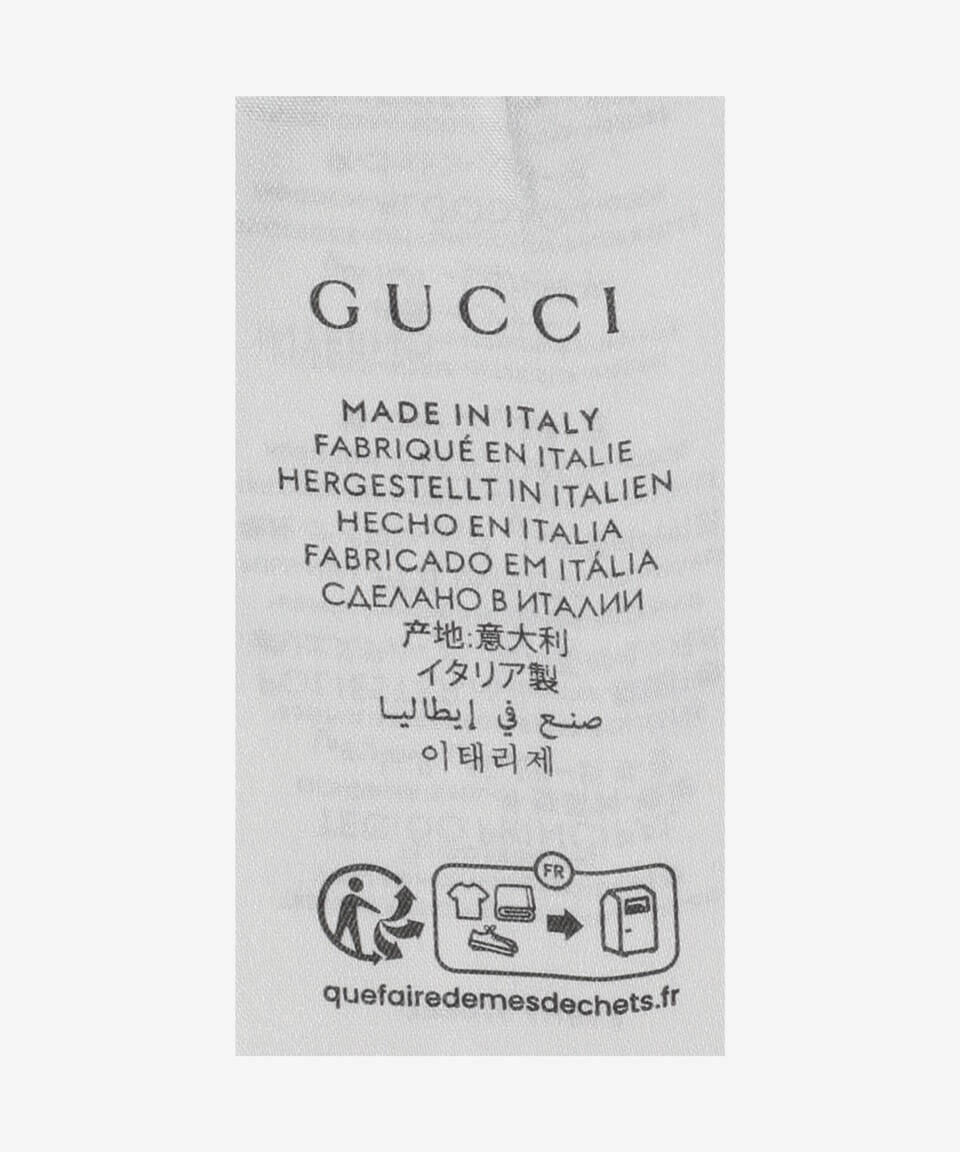 GUCCI
MADE IN ITALY
FABRIQUÉ EN ITALIE
HERGESTELLT IN ITALIEN
HECHO EN ITALIA
FABRICADO EM ITÁLIA
СДЕЛАНО В ИТАЛИИ
产地:意大利
イタリア製
صنع في إيطاليا
이태리제
FR
quefairedemesdechets.fr